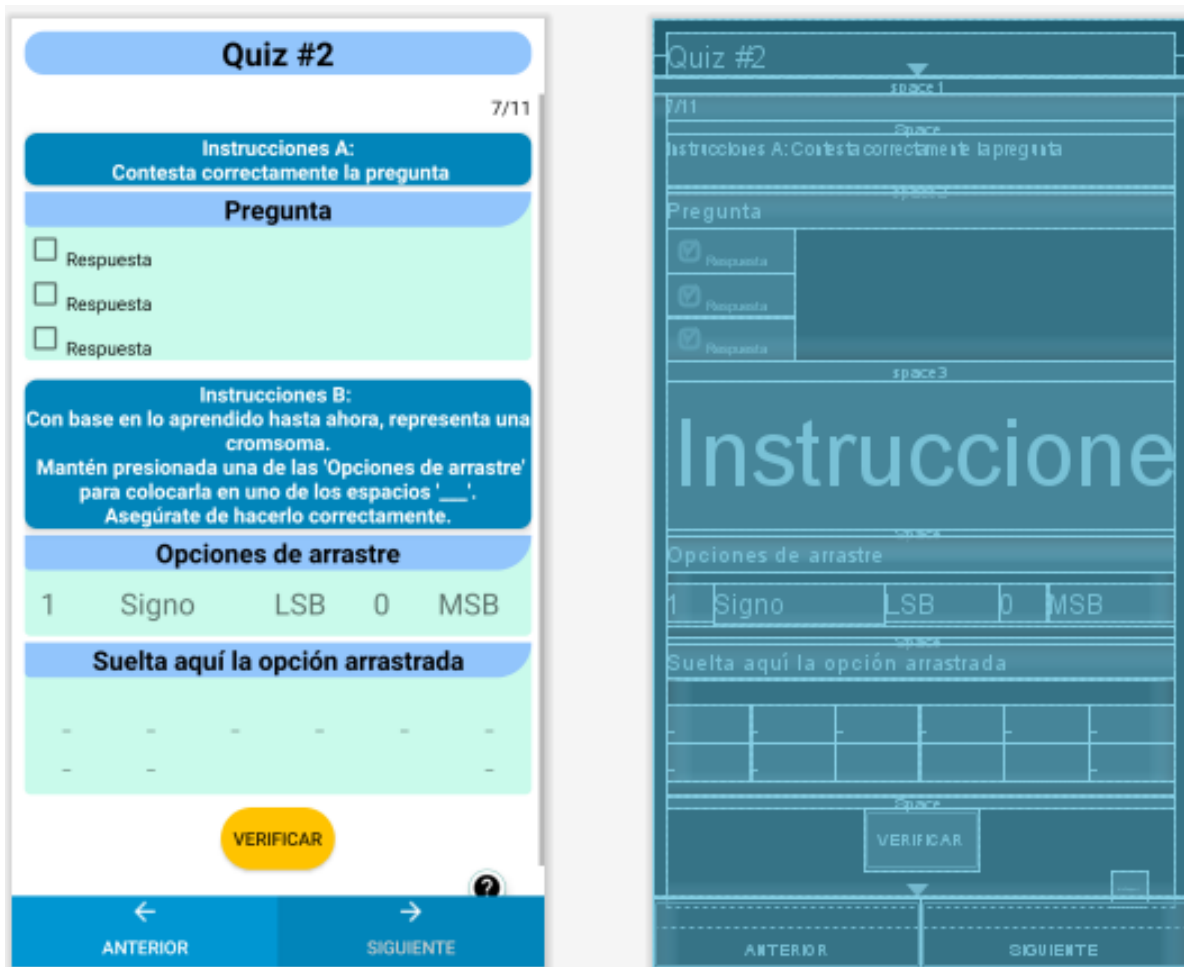 Quiz #2
7/11
Instrucciones A:
Contesta correctamente la pregunta
Pregunta
Respuesta
Respuesta
Respuesta
Instrucciones B:
Con base en lo aprendido hasta ahora, representa una
cromsoma.
Mantén presionada una de las 'Opciones de arrastre'
para colocarla en uno de los espacios '___'.
Asegúrate de hacerlo correctamente.
Opciones de arrastre
1 Signo LSB 0 MSB
Suelta aquí la opción arrastrada
- - - - - -
- - -
VERIFICAR
?
ANTERIOR
SIGUIENTE
Quiz #2
space1
7/11
Space
Instrucciones A: Contesta correctamente la pregunta
Pregunta
Respuesta
Respuesta
Respuesta
space3
Instruccione
Space
Opciones de arrastre
1 Signo LSB 0 MSB
Space
Suelta aquí la opción arrastrada
- - - - - -
- - -
Space
VERIFICAR
ANTERIOR
SIGUIENTE